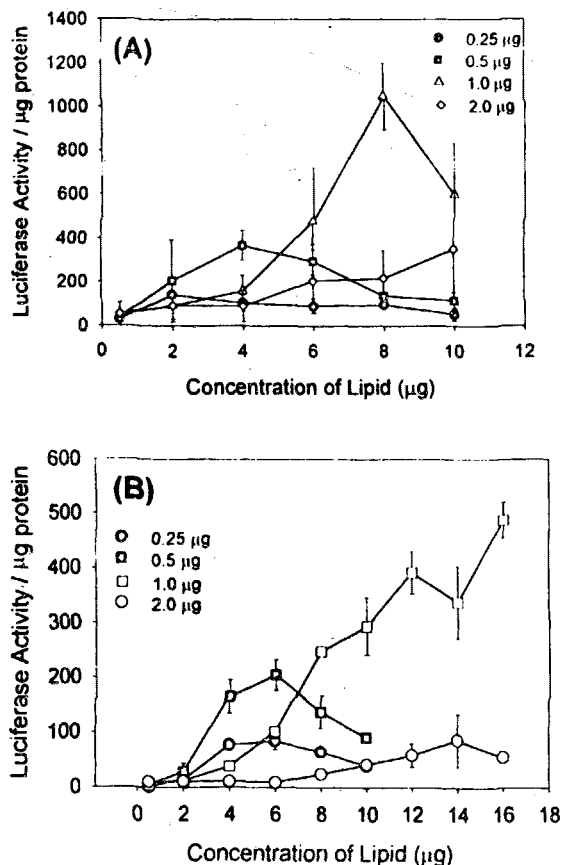 (A)
0.25 µg
0.5 µg
1.0 µg
2.0 µg
Luciferase Activity / µg protein
1400
1200
1000
800
600
400
200
0
0 2 4 6 8 10 12
Concentration of Lipid (µg)
(B)
0.25 µg
0.5 µg
1.0 µg
2.0 µg
Luciferase Activity / µg protein
600
500
400
300
200
100
0
0 2 4 6 8 10 12 14 16 18
Concentration of Lipid (µg)